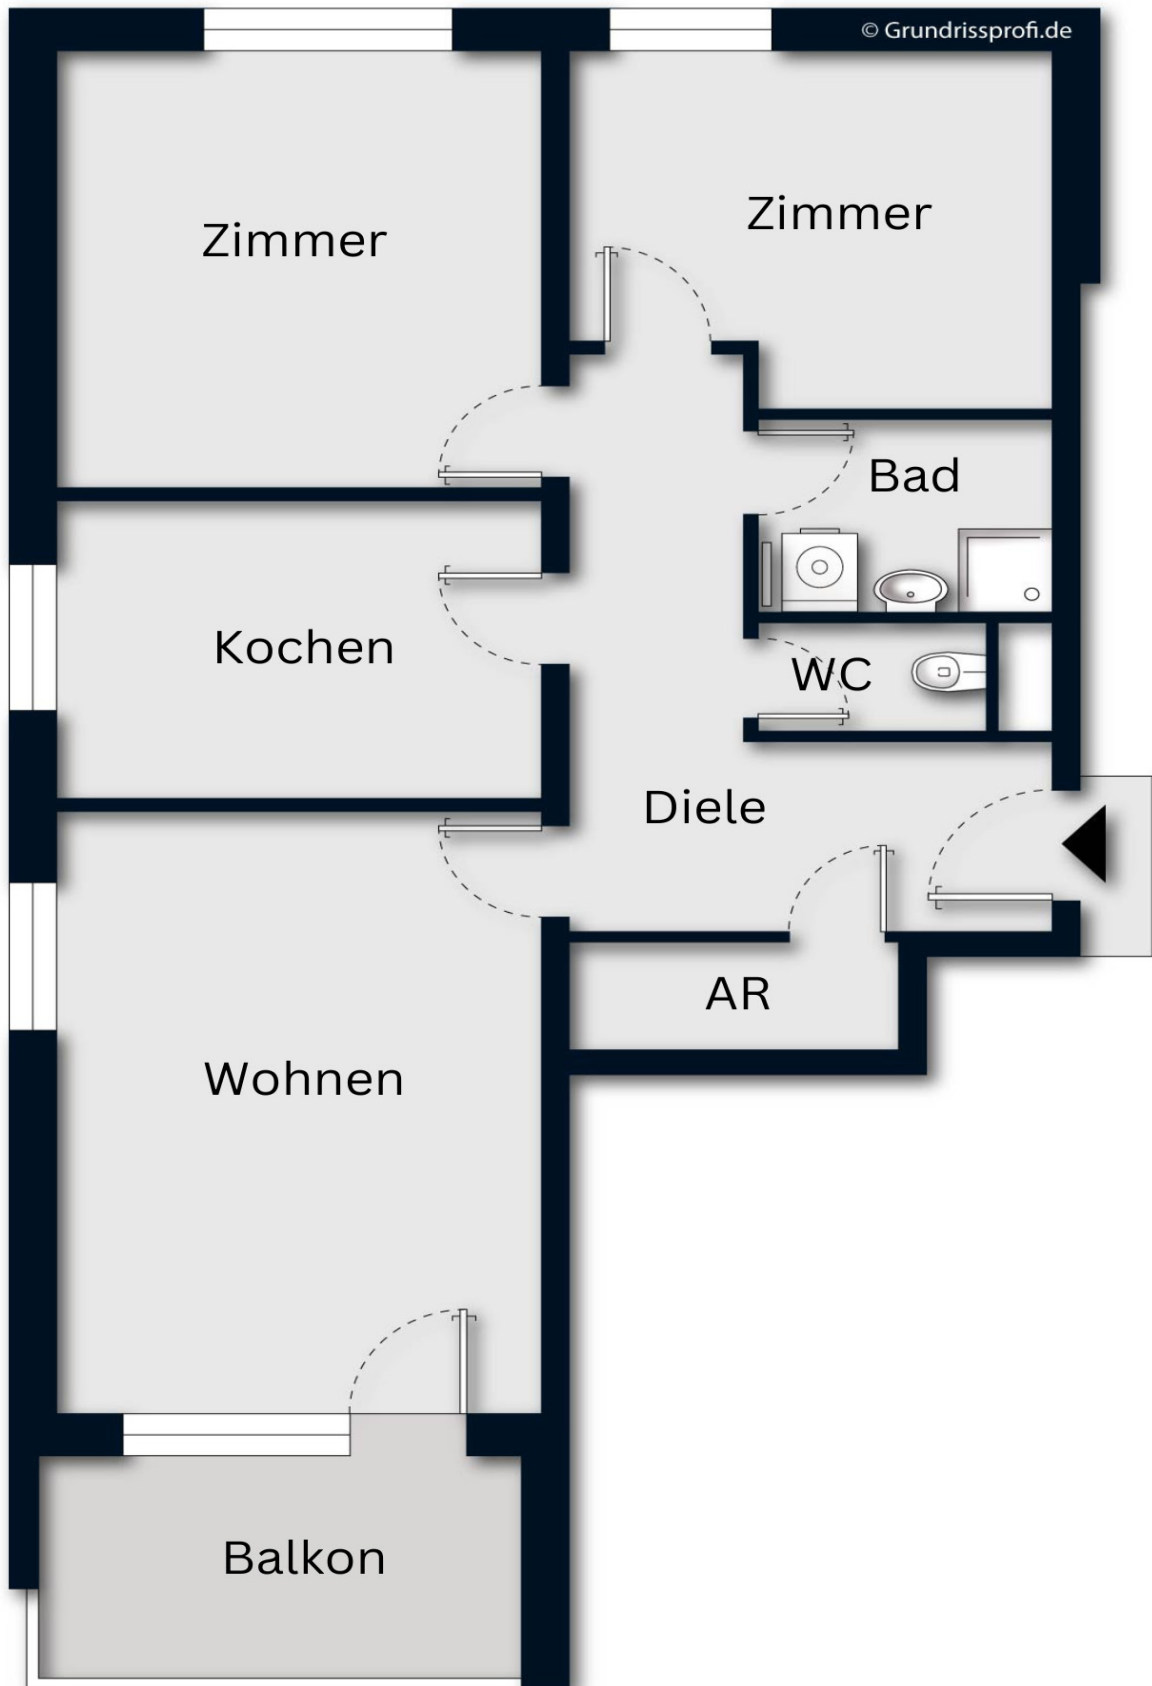 © Grundrissprofi.de
Zimmer
Zimmer
Bad
Kochen
WC
Diele
AR
Wohnen
Balkon